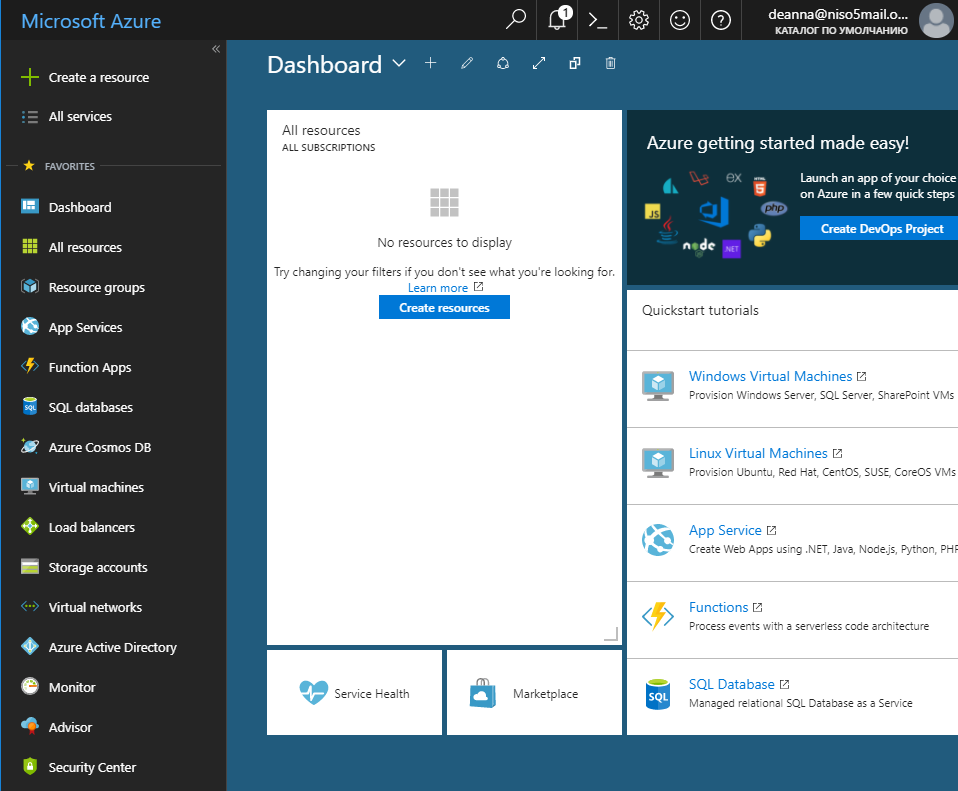 Microsoft Azure
1
deanna@niso5mail.o...
КАТАЛОГ ПО УМОЛЧАНИЮ
Create a resource
All services
FAVORITES
Dashboard
All resources
Resource groups
App Services
Function Apps
SQL
SQL databases
Azure Cosmos DB
Virtual machines
Load balancers
Storage accounts
Virtual networks
Azure Active Directory
Monitor
Advisor
Security Center
Dashboard
All resources
ALL SUBSCRIPTIONS
No resources to display
Try changing your filters if you don't see what you're looking for.
Learn more
Create resources
Service Health
Marketplace
Azure getting started made easy!
EX
JS
php
node
.NET
Launch an app of your choice
on Azure in a few quick steps
Create DevOps Project
Quickstart tutorials
Windows Virtual Machines
Provision Windows Server, SQL Server, SharePoint VMs
Linux Virtual Machines
Provision Ubuntu, Red Hat, CentOS, SUSE, CoreOS VMs
App Service
Create Web Apps using .NET, Java, Node.js, Python, PHP
Functions
Process events with a serverless code architecture
SQL
SQL Database
Managed relational SQL Database as a Service